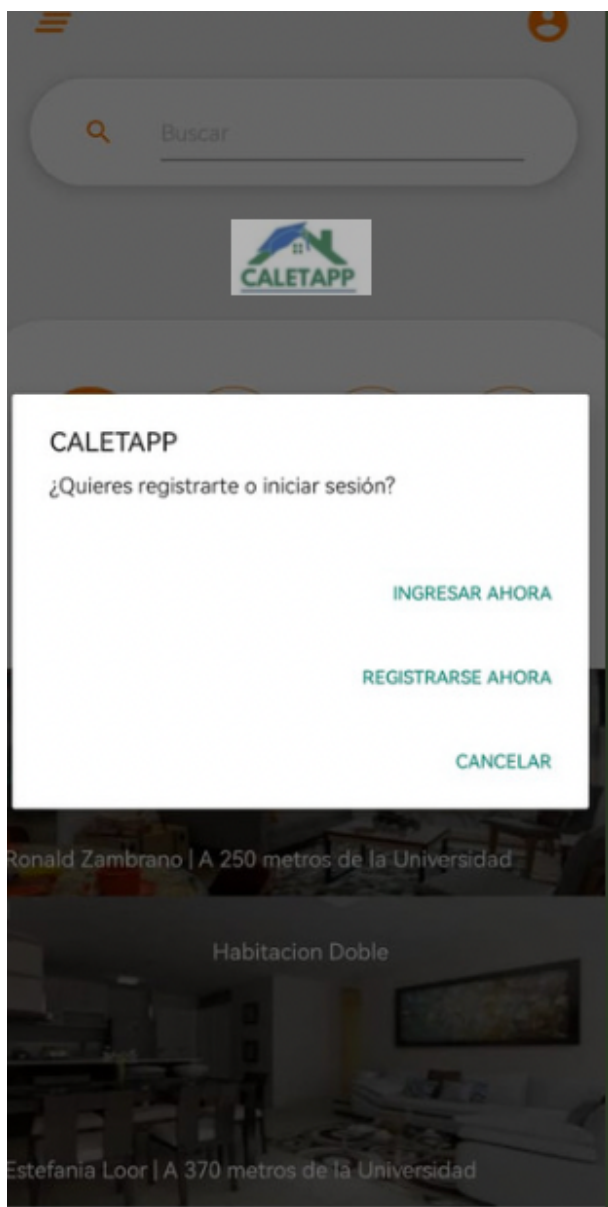 Buscar
CALETAPP
CALETAPP
¿Quieres registrarte o iniciar sesión?
INGRESAR AHORA
REGISTRARSE AHORA
CANCELAR
Ronald Zambrano | A 250 metros de la Universidad
Habitacion Doble
Estefania Loor | A 370 metros de la Universidad